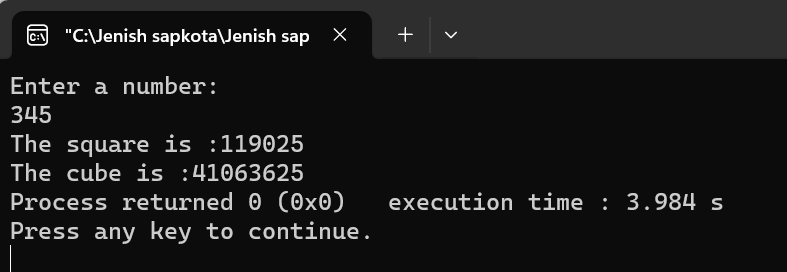 "C:\Jenish sapkota\Jenish sap
Enter a number:
345
The square is :119025
The cube is :41063625
Process returned 0 (0x0)   execution time : 3.984 s
Press any key to continue.